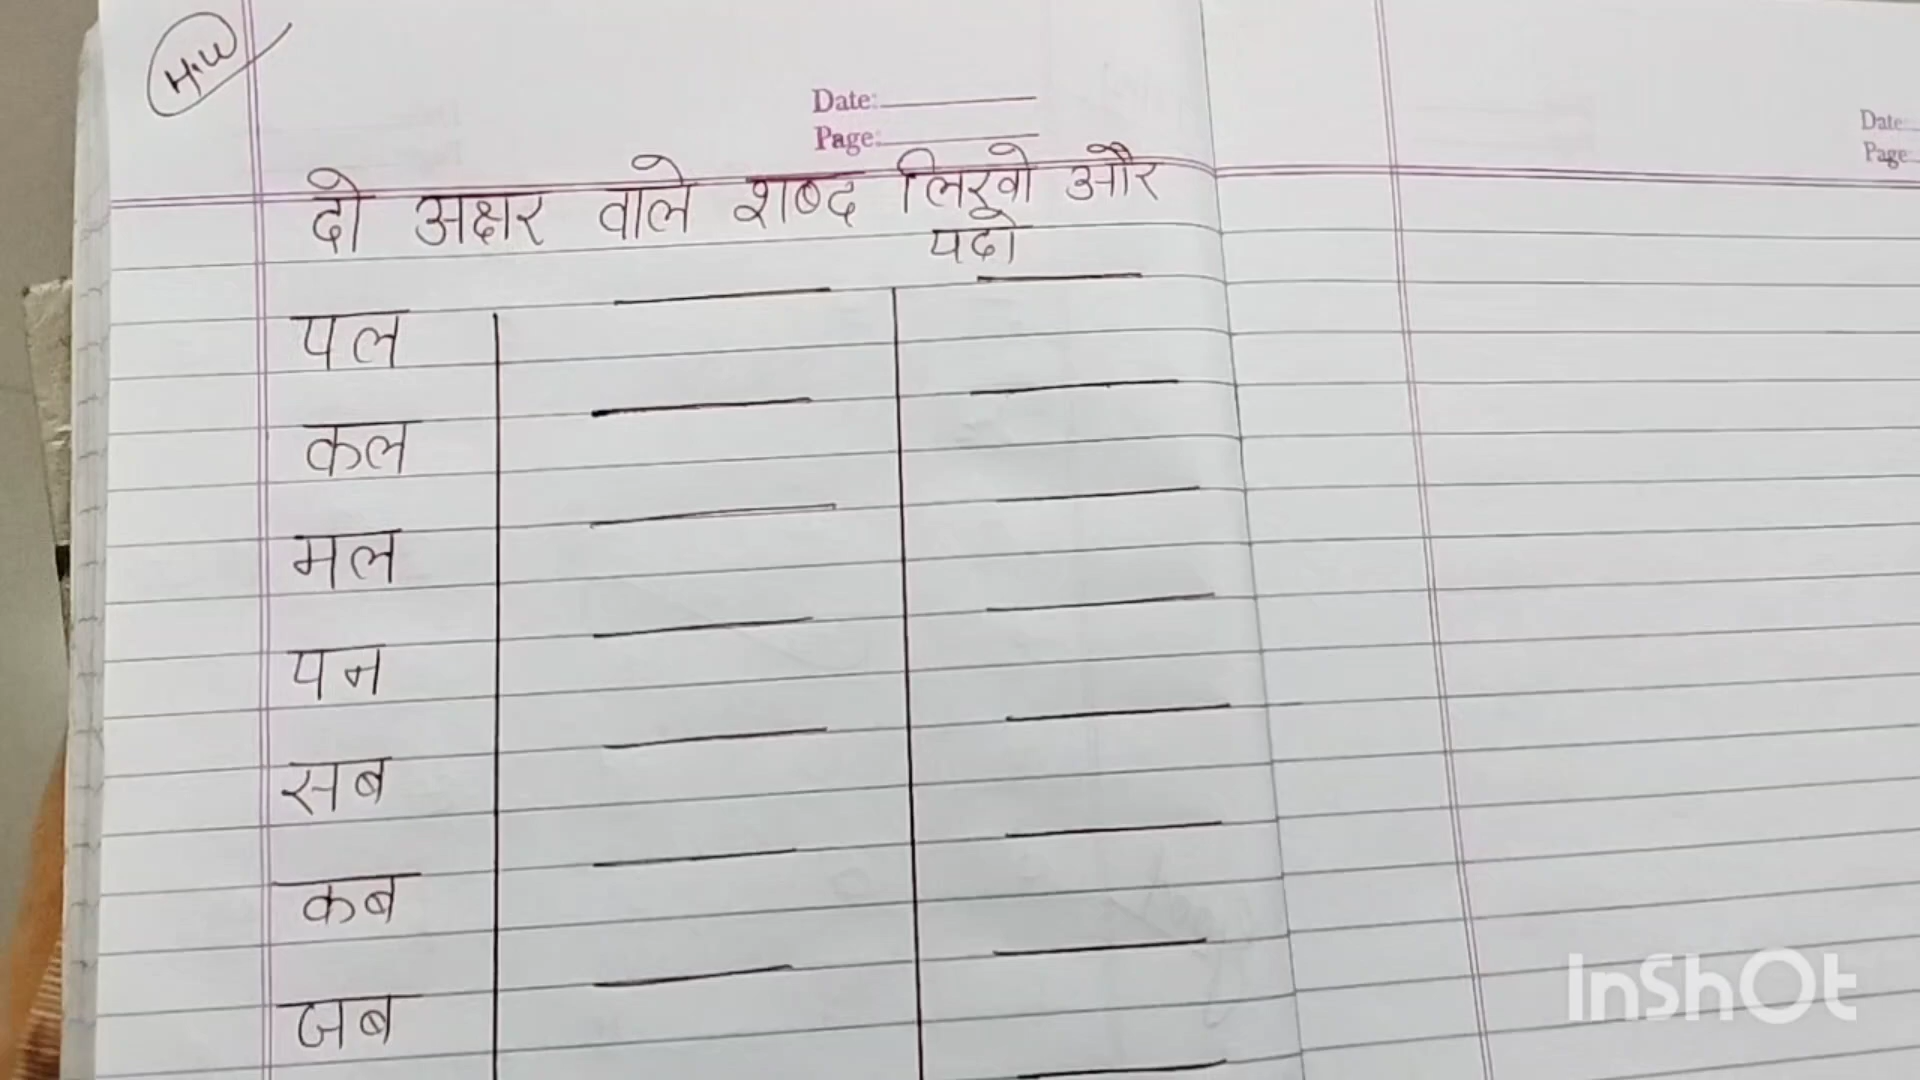 H.W
Date:
Page:
Date
Page
दो अक्षर वाले शब्द लिखो और
पढो
पल
कल
मल
पन
सब
कब
जब
InShOt